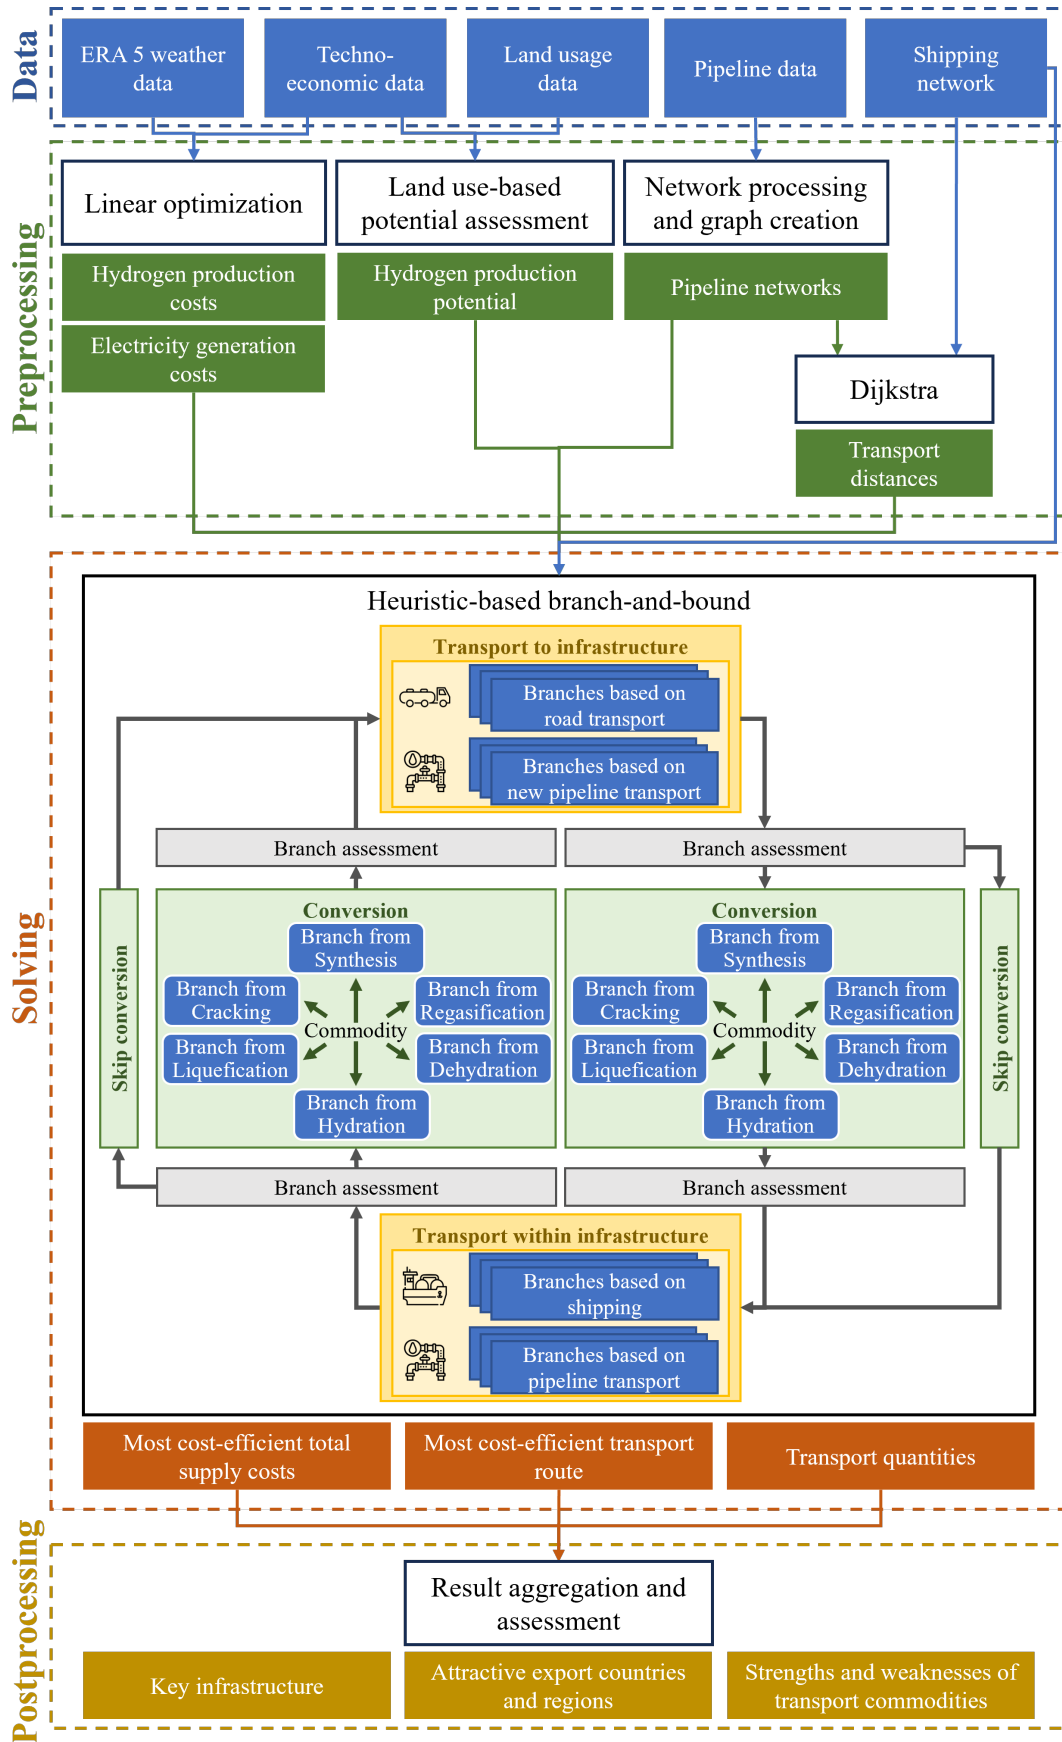 Data
ERA 5 weather
data
Techno-
economic data
Land usage
data
Pipeline data
Shipping
network
Preprocessing
Linear optimization
Land use-based
potential assessment
Network processing
and graph creation
Hydrogen production
costs
Hydrogen production
potential
Pipeline networks
Electricity generation
costs
Dijkstra
Transport
distances
Solving
Heuristic-based branch-and-bound
Transport to infrastructure
Branches based on
road transport
Branches based on
new pipeline transport
Branch assessment
Branch assessment
Skip conversion
Conversion
Branch from
Synthesis
Branch from
Cracking
Branch from
Regasification
Commodity
Branch from
Liquefication
Branch from
Dehydration
Branch from
Hydration
Conversion
Branch from
Synthesis
Branch from
Cracking
Branch from
Regasification
Commodity
Branch from
Liquefication
Branch from
Dehydration
Branch from
Hydration
Skip conversion
Branch assessment
Branch assessment
Transport within infrastructure
Branches based on
shipping
Branches based on
pipeline transport
Most cost-efficient total
supply costs
Most cost-efficient transport
route
Transport quantities
Postprocessing
Result aggregation and
assessment
Key infrastructure
Attractive export countries
and regions
Strengths and weaknesses of
transport commodities